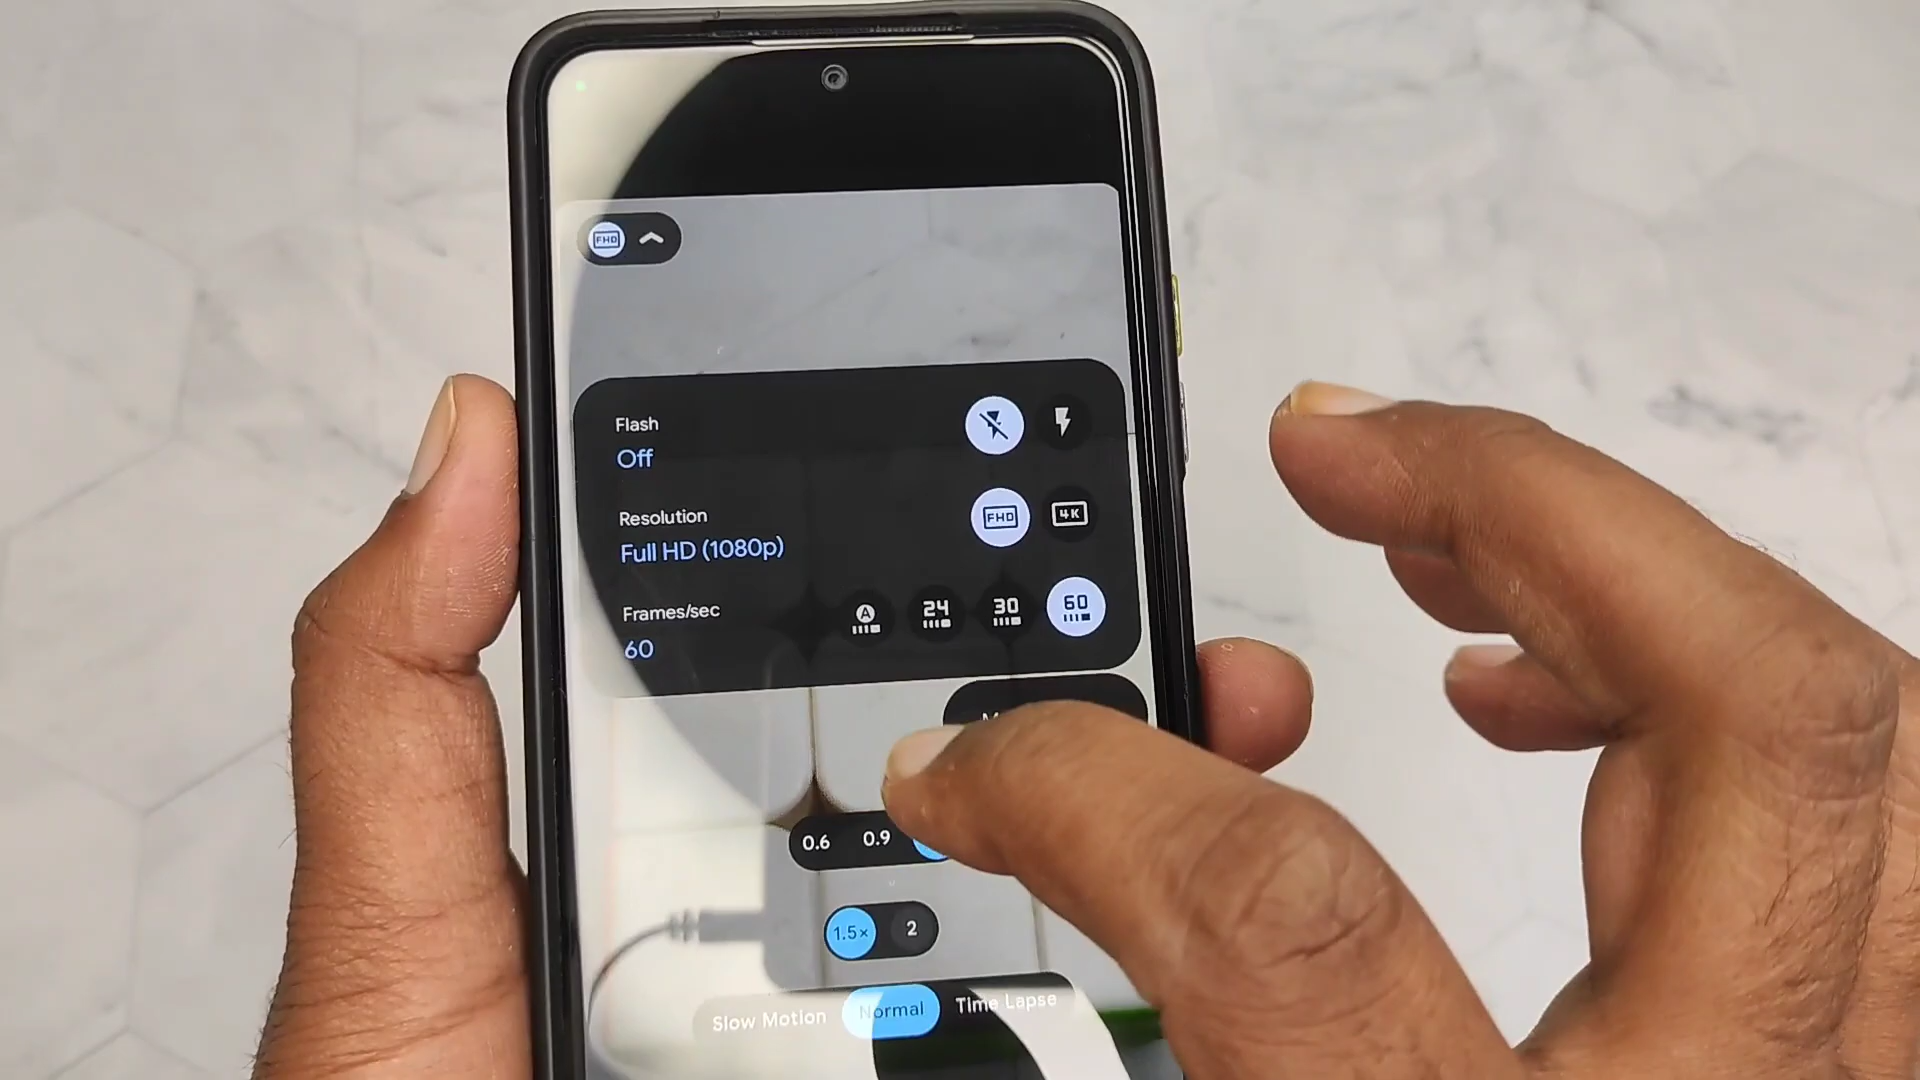 FHD
Flash
Off
Resolution
Full HD (1080p)
FHD 4K
Frames/sec
60
A 24 30 60
0.6 0.9
1.5× 2
Slow Motion Normal Time Lapse